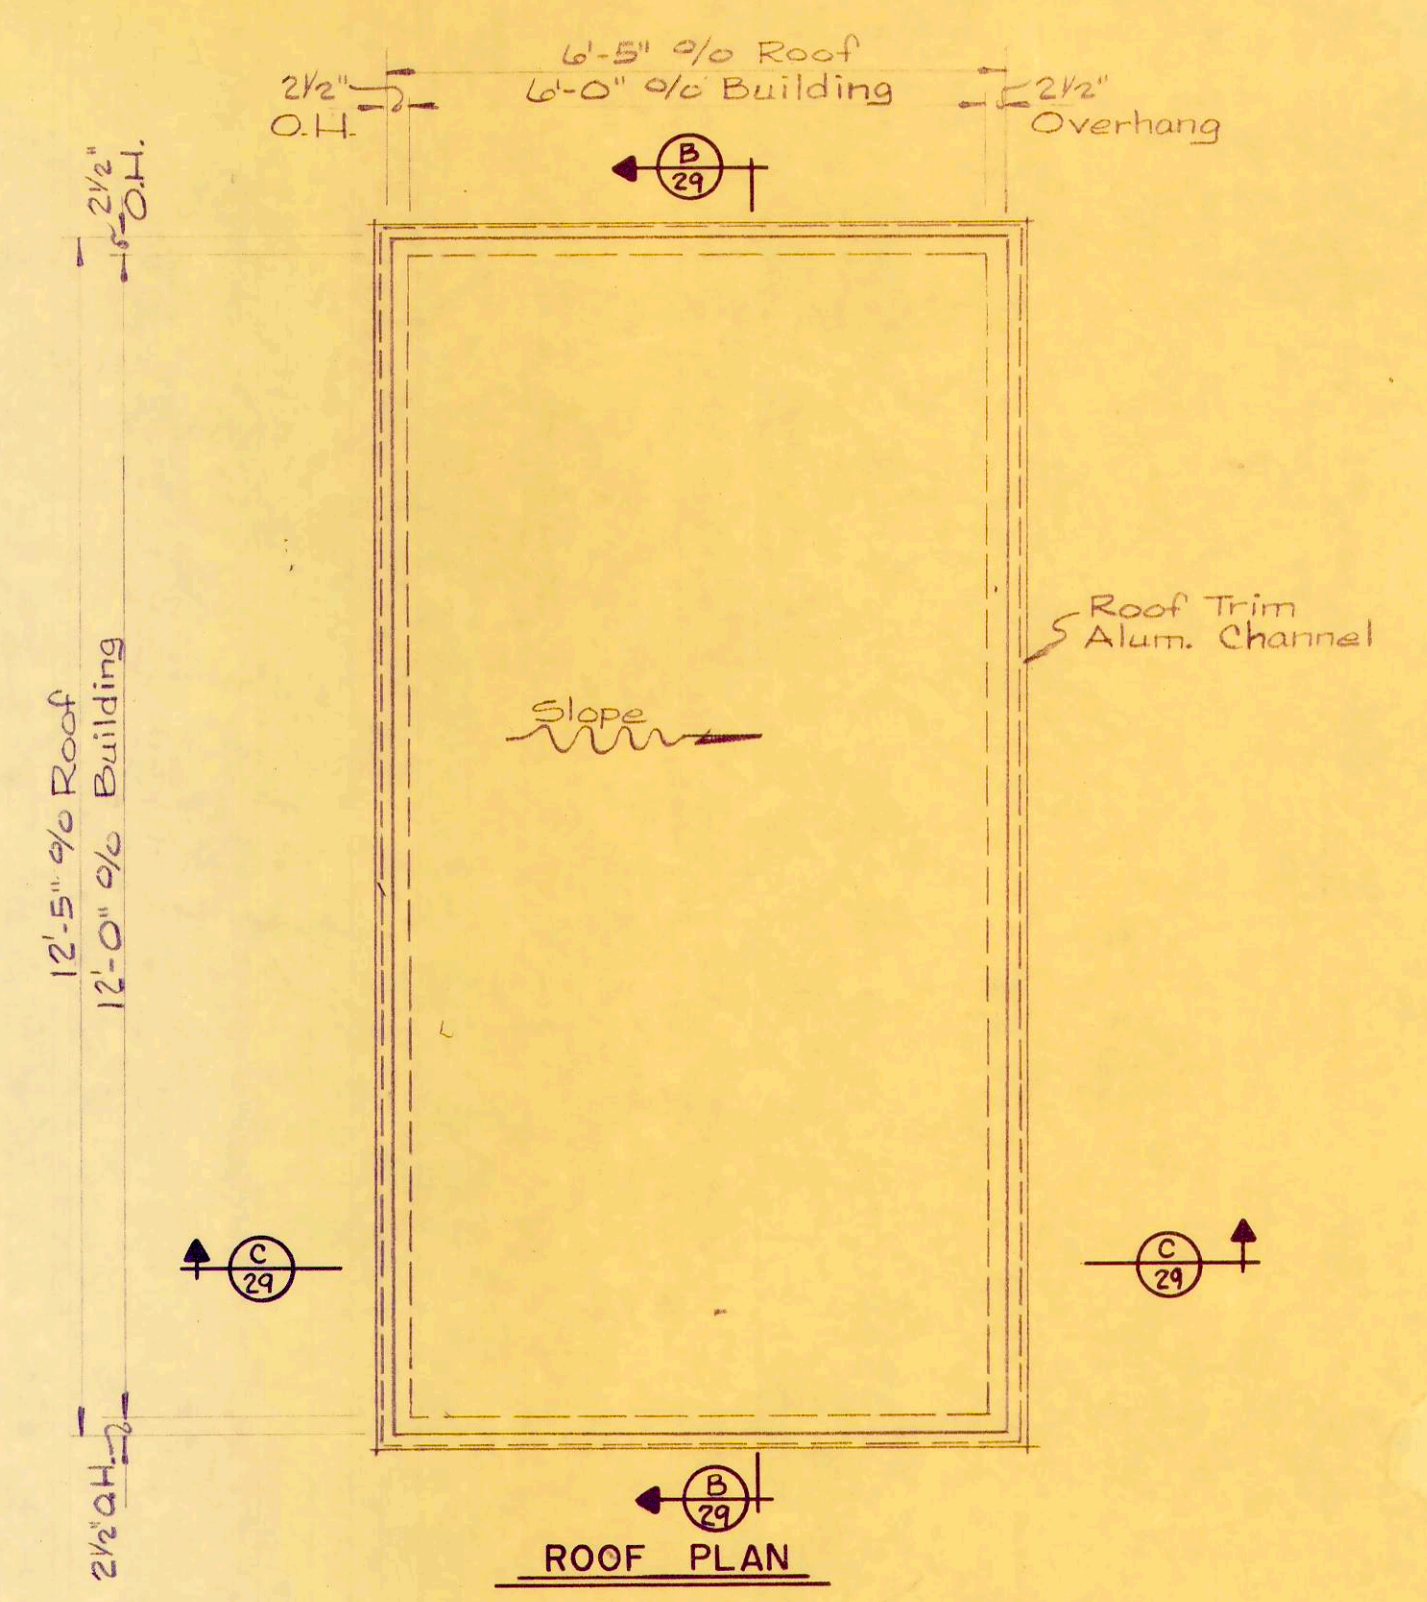 6'-5" o/o Roof
6'-0" o/o Building
2½"
O.H.
2½"
Overhang
B
29
2½"
O.H.
Roof Trim
Alum. Channel
Slope
12'-5" o/o Roof
12'-0" o/o Building
C
29
C
29
2½" O.H.
B
29
ROOF PLAN